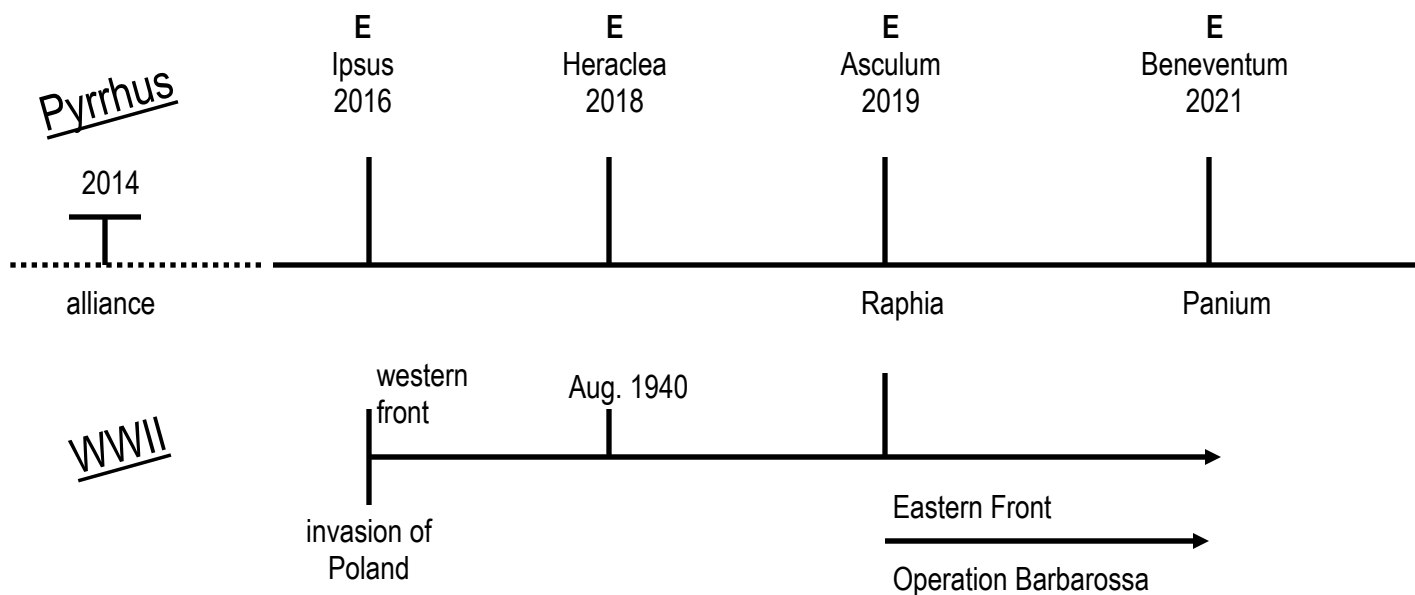 E
Ipsus
2016
E
Heraclea
2018
E
Asculum
2019
E
Beneventum
2021
Pyrrhus
2014
alliance
Raphia
Panium
western
front
Aug. 1940
WWII
invasion of
Poland
Eastern Front
Operation Barbarossa